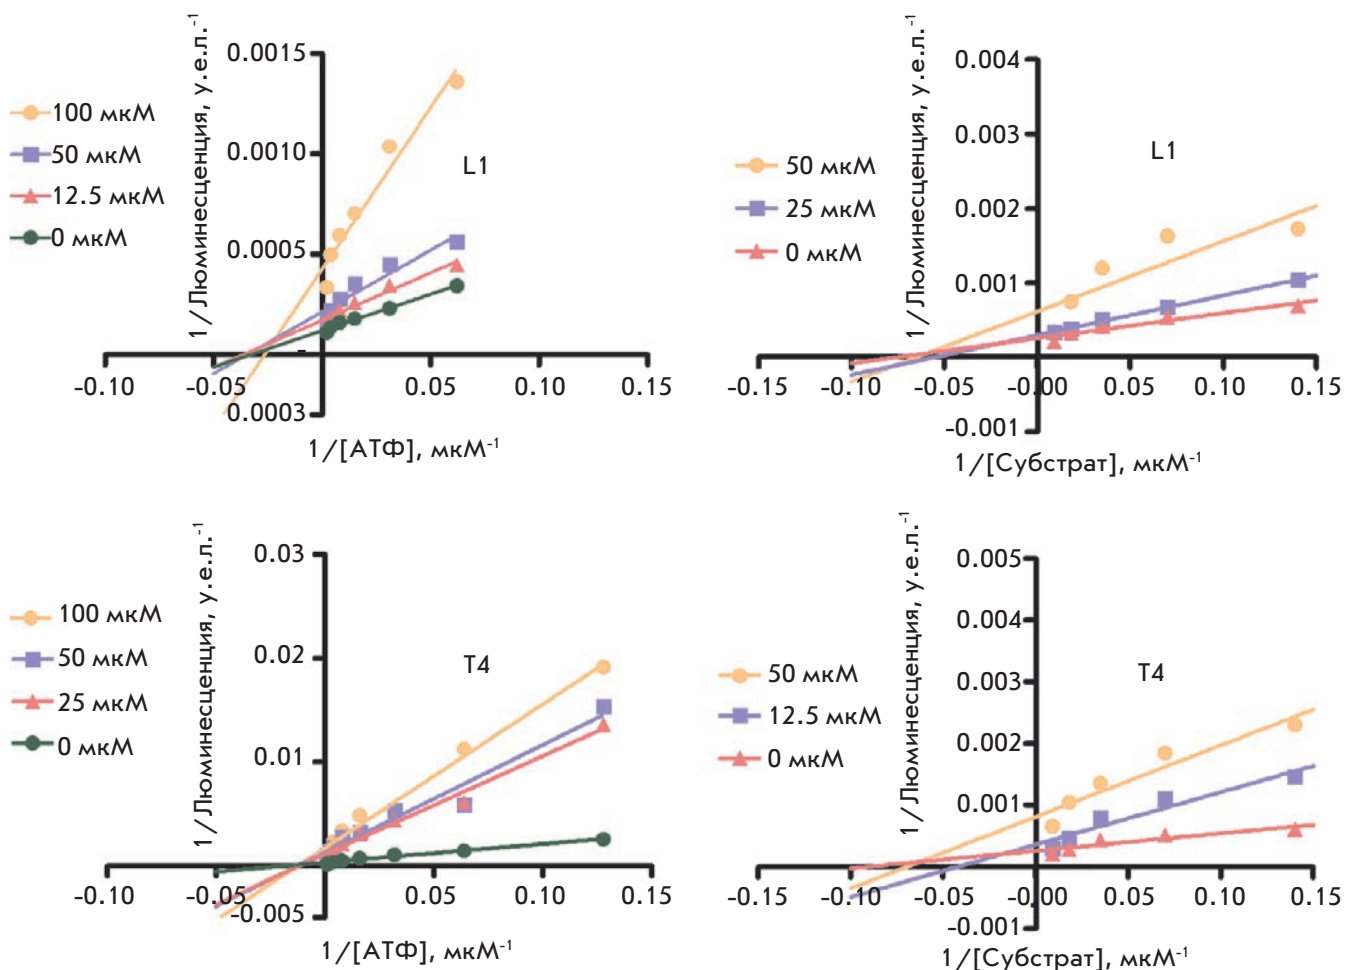 1/Люминесценция, у.е.л.⁻¹
0.0015
0.0010
0.0005
-
0.0003
-0.10
-0.05
0.05
0.10
0.15
1/[АТФ], мкМ⁻¹
L1
100 мкМ
50 мкМ
12.5 мкМ
0 мкМ
1/Люминесценция, у.е.л.⁻¹
0.004
0.003
0.002
0.001
-0.001
-0.15
-0.10
-0.05
-0.00
0.05
0.10
0.15
1/[Субстрат], мкМ⁻¹
L1
50 мкМ
25 мкМ
0 мкМ
1/Люминесценция, у.е.л.⁻¹
0.03
0.02
0.01
-0.005
-0.10
-0.05
0.05
0.10
0.15
1/[АТФ], мкМ⁻¹
T4
100 мкМ
50 мкМ
25 мкМ
0 мкМ
1/Люминесценция, у.е.л.⁻¹
0.005
0.004
0.003
0.002
0.001
-0.001
-0.15
-0.10
-0.05
-0.00
0.05
0.10
0.15
1/[Субстрат], мкМ⁻¹
T4
50 мкМ
12.5 мкМ
0 мкМ